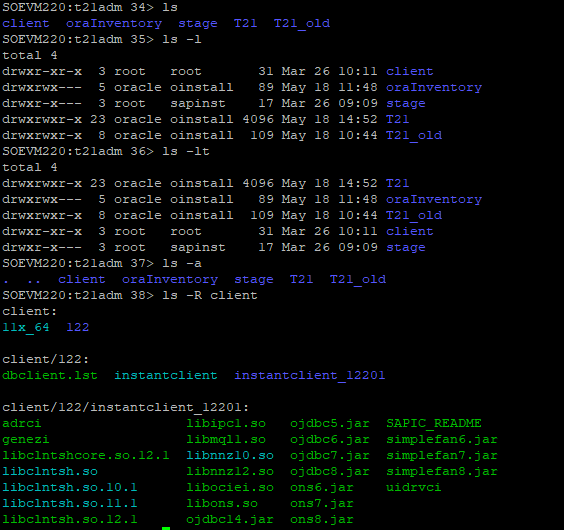 SOEVM220:t21adm 34> ls
client  oraInventory  stage  T21  T21_old
SOEVM220:t21adm 35> ls -l
total 4
drwxr-xr-x  3 root   root       31 Mar 26 10:11 client
drwxrwx---  5 oracle oinstall   89 May 18 11:48 oraInventory
drwxr-x---  3 root   sapinst    17 Mar 26 09:09 stage
drwxrwxr-x 23 oracle oinstall 4096 May 18 14:52 T21
drwxrwxr-x  8 oracle oinstall  109 May 18 10:44 T21_old
SOEVM220:t21adm 36> ls -lt
total 4
drwxrwxr-x 23 oracle oinstall 4096 May 18 14:52 T21
drwxrwx---  5 oracle oinstall   89 May 18 11:48 oraInventory
drwxrwxr-x  8 oracle oinstall  109 May 18 10:44 T21_old
drwxr-xr-x  3 root   root       31 Mar 26 10:11 client
drwxr-x---  3 root   sapinst    17 Mar 26 09:09 stage
SOEVM220:t21adm 37> ls -a
.  ..  client  oraInventory  stage  T21  T21_old
SOEVM220:t21adm 38> ls -R client
client:
11x_64  122
client/122:
dbclient.lst  instantclient  instantclient_12201
client/122/instantclient_12201:
adrci                  libipc1.so   ojdbc5.jar  SAPIC_README
genezi                 libmql1.so   ojdbc6.jar  simplefan6.jar
libclntshcore.so.12.1  libnnz10.so  ojdbc7.jar  simplefan7.jar
libclntsh.so           libnnz12.so  ojdbc8.jar  simplefan8.jar
libclntsh.so.10.1      libociei.so  ons6.jar    uidrvci
libclntsh.so.11.1      libons.so    ons7.jar
libclntsh.so.12.1      ojdbc14.jar  ons8.jar